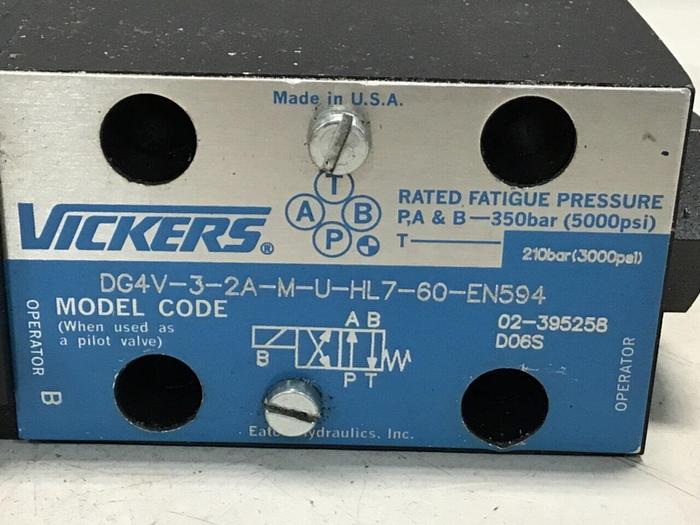 Made in U.S.A.
T
A B
P
VICKERS®
RATED FATIGUE PRESSURE
P,A & B—350bar (5000psi)
T— 210bar(3000psi)
DG4V-3-2A-M-U-HL7-60-EN594
MODEL CODE
(When used as
a pilot valve)
OPERATOR B
A B
B
P T
02-395258
D06S
OPERATOR
Hydraulics, Inc.